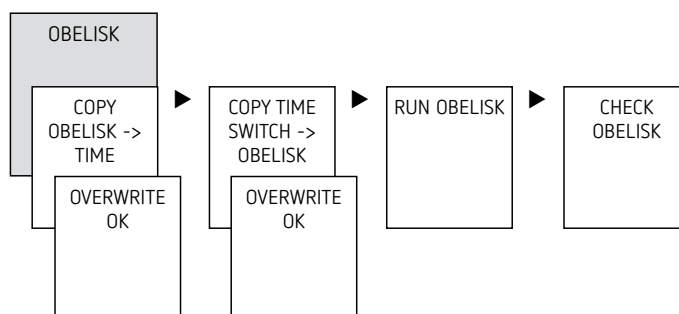 OBELISK
COPY
OBELISK ->
TIME
OVERWRITE
OK
COPY TIME
SWITCH ->
OBELISK
OVERWRITE
OK
RUN OBELISK
CHECK
OBELISK